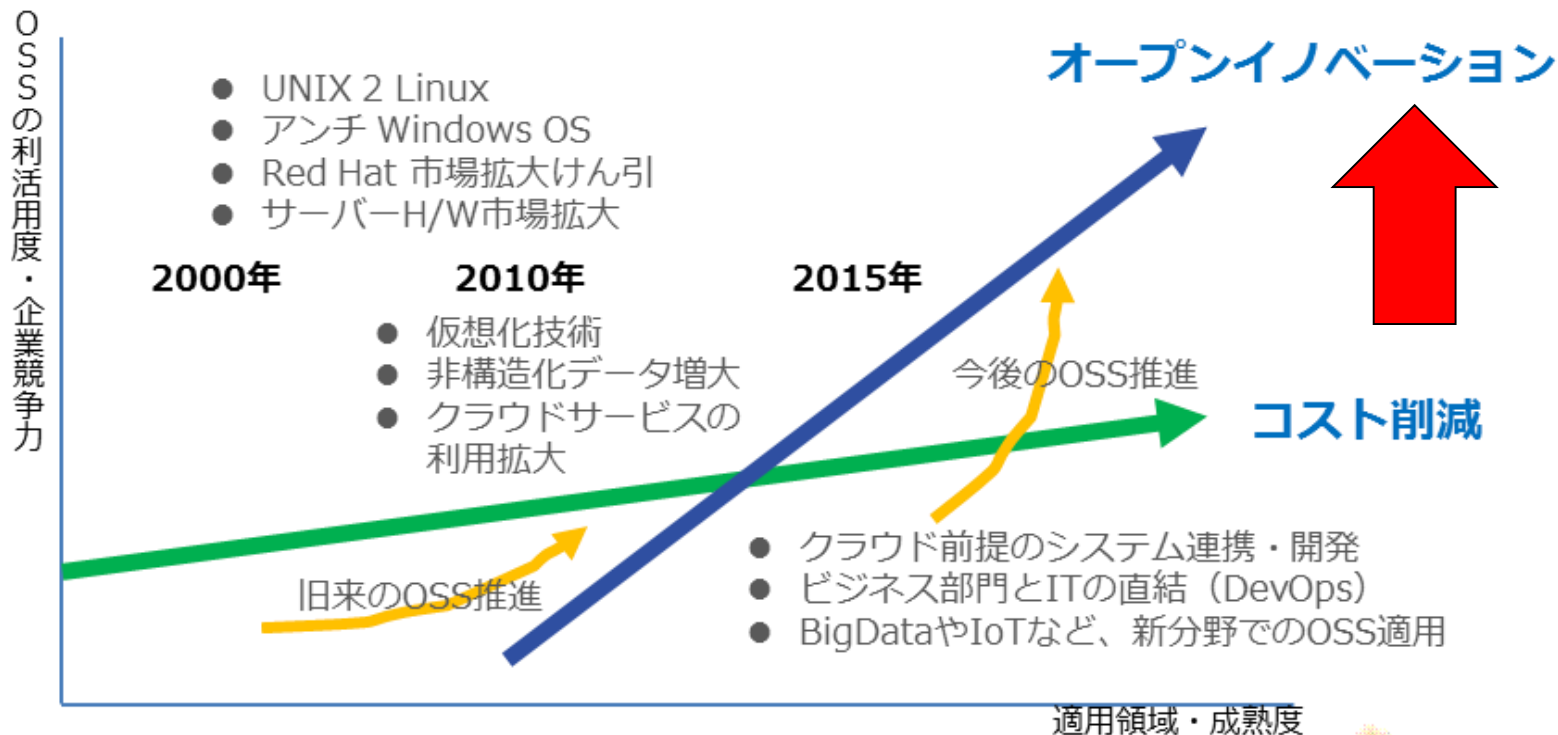 OSSの利活用度・企業競争力
オープンイノベーション
● UNIX 2 Linux
● アンチ Windows OS
● Red Hat 市場拡大けん引
● サーバーH/W市場拡大
2000年
2010年
2015年
● 仮想化技術
● 非構造化データ増大
● クラウドサービスの
利用拡大
今後のOSS推進
コスト削減
旧来のOSS推進
● クラウド前提のシステム連携・開発
● ビジネス部門とITの直結（DevOps）
● BigDataやIoTなど、新分野でのOSS適用
適用領域・成熟度